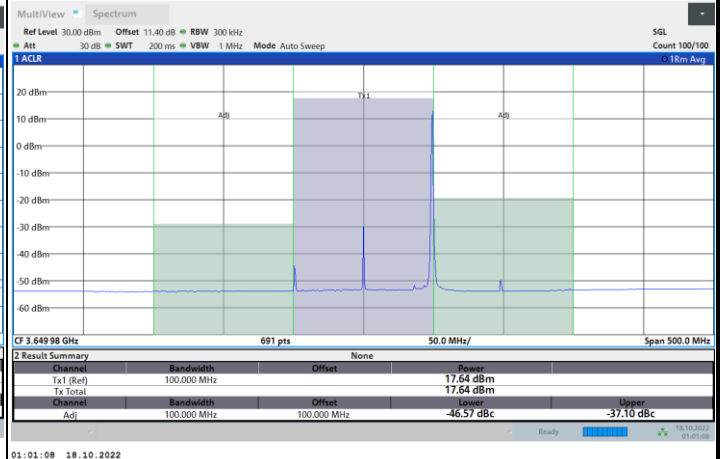 MultiView Spectrum
Ref Level 30.00 dBm Offset 11.40 dB RBW 300 kHz SGL
Att 30 dB SWT 200 ms VBW 1 MHz Mode Auto Sweep Count 100/100
1 ACLR 1Rm Avg
Tx1
20 dBm
Adj Adj
10 dBm
0 dBm
-10 dBm
-20 dBm
-30 dBm
-40 dBm
-50 dBm
-60 dBm
CF 3.64998 GHz 691 pts 50.0 MHz/ Span 500.0 MHz
2 Result Summary None
Channel Bandwidth Offset Power
Tx1 (Ref) 100.000 MHz 17.64 dBm
Tx Total 17.64 dBm
Channel Bandwidth Offset Lower Upper
Adj 100.000 MHz 100.000 MHz -46.57 dBc -37.10 dBc
Ready 18.10.2022
01:01:08
01:01:08 18.10.2022